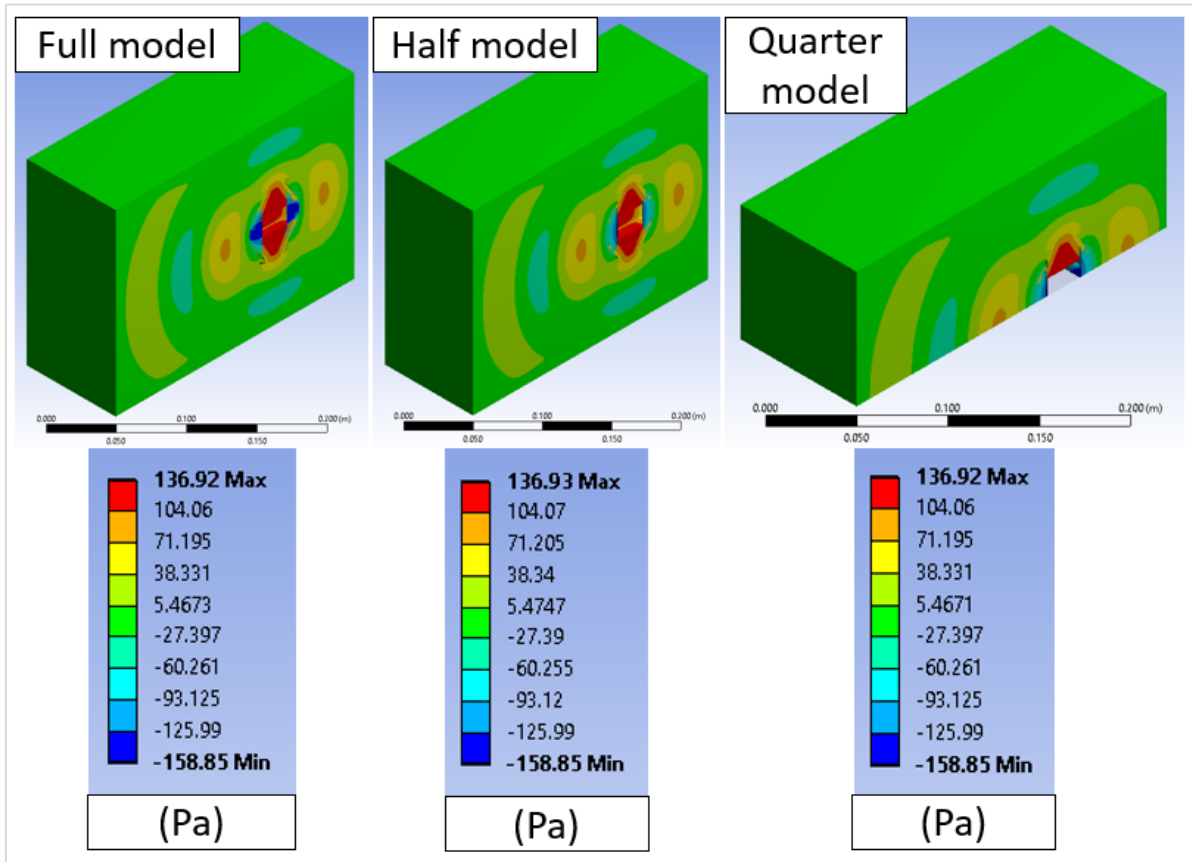 Full model
Half model
Quarter
model
0.000
0.100
0.200 (m)
0.050
0.150
0.000
0.100
0.200 (m)
0.050
0.150
0.000
0.100
0.200 (m)
0.050
0.150
136.92 Max
104.06
71.195
38.331
5.4673
-27.397
-60.261
-93.125
-125.99
-158.85 Min
(Pa)
136.93 Max
104.07
71.205
38.34
5.4747
-27.39
-60.255
-93.12
-125.99
-158.85 Min
(Pa)
136.92 Max
104.06
71.195
38.331
5.4671
-27.397
-60.261
-93.125
-125.99
-158.85 Min
(Pa)